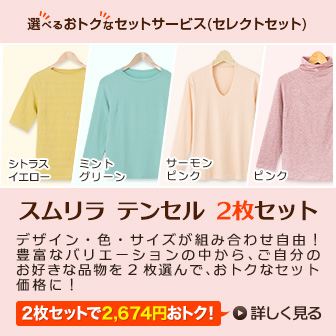 選べるおトクなセットサービス(セレクトセット)
シトラス
イエロー
ミント
グリーン
サーモン
ピンク
ピンク
スムリラ テンセル 2枚セット
デザイン・色・サイズが組み合わせ自由！
豊富なバリエーションの中から、ご自分の
お好きな品物を2枚選んで、おトクなセット
価格に！
2枚セットで2,674円おトク！
詳しく見る